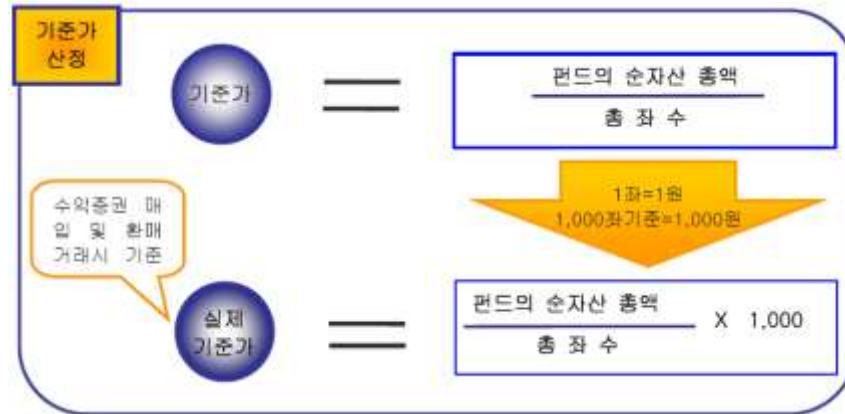 기준가
산정
기준가
펀드의 순자산 총액
총 좌 수
1좌=1원
1,000좌기준=1,000원
수익증권 매
입 및 환매
거래시 기준
실제
기준가
펀드의 순자산 총액
총 좌 수
X 1,000